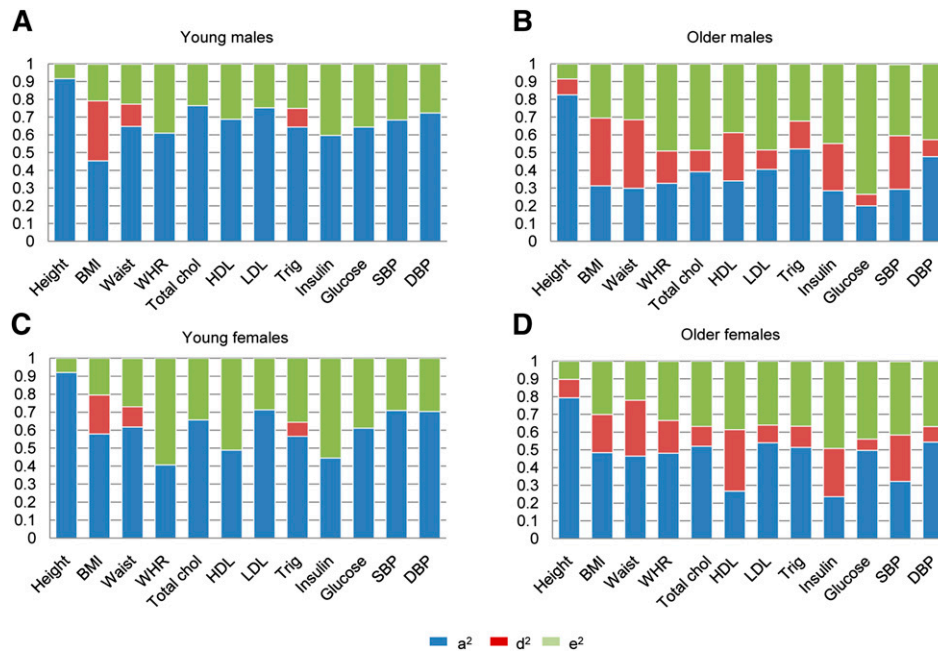 A
Young males
1
0.9
0.8
0.7
0.6
0.5
0.4
0.3
0.2
0.1
0
Height
BMI
Waist
WHR
Total chol
HDL
LDL
Trig
Insulin
Glucose
SBP
DBP
B
Older males
1
0.9
0.8
0.7
0.6
0.5
0.4
0.3
0.2
0.1
0
Height
BMI
Waist
WHR
Total chol
HDL
LDL
Trig
Insulin
Glucose
SBP
DBP
C
Young females
1
0.9
0.8
0.7
0.6
0.5
0.4
0.3
0.2
0.1
0
Height
BMI
Waist
WHR
Total chol
HDL
LDL
Trig
Insulin
Glucose
SBP
DBP
D
Older females
1
0.9
0.8
0.7
0.6
0.5
0.4
0.3
0.2
0.1
0
Height
BMI
Waist
WHR
Total chol
HDL
LDL
Trig
Insulin
Glucose
SBP
DBP
a² d² e²